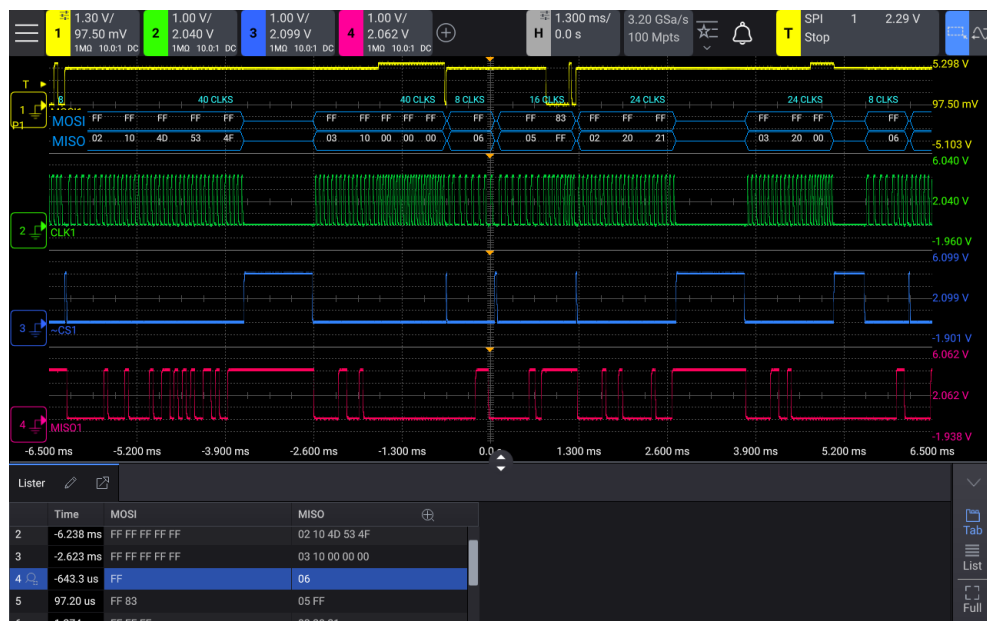 1 1.30 V/ 97.50 mV 1MΩ 10.0:1 DC
2 1.00 V/ 2.040 V 1MΩ 10.0:1 DC
3 1.00 V/ 2.099 V 1MΩ 10.0:1 DC
4 1.00 V/ 2.062 V 1MΩ 10.0:1 DC
H 1.300 ms/ 0.0 s
3.20 GSa/s 100 Mpts
T SPI 1 2.29 V
Stop
T
5.298 V
8 40 CLKS 40 CLKS 8 CLKS 16 CLKS 24 CLKS 24 CLKS 8 CLKS
1 97.50 mV
P1
MOSI FF FF FF FF FF FF FF FF FF FF FF FF 83 FF FF FF FF FF FF FF
MISO 02 10 4D 53 4F 03 10 00 00 00 06 05 FF 02 20 21 03 20 00 06
-5.103 V
6.040 V
2 2.040 V
CLK1
-1.960 V
6.099 V
2.099 V
3 ~CS1
-1.901 V
6.062 V
2.062 V
4 MISO1
-1.938 V
-6.500 ms -5.200 ms -3.900 ms -2.600 ms -1.300 ms 0.0 1.300 ms 2.600 ms 3.900 ms 5.200 ms 6.500 ms
Lister
Time MOSI MISO
2 -6.238 ms FF FF FF FF FF 02 10 4D 53 4F
3 -2.623 ms FF FF FF FF FF 03 10 00 00 00
4 -643.3 us FF 06
5 97.20 us FF 83 05 FF
Tab
List
Full